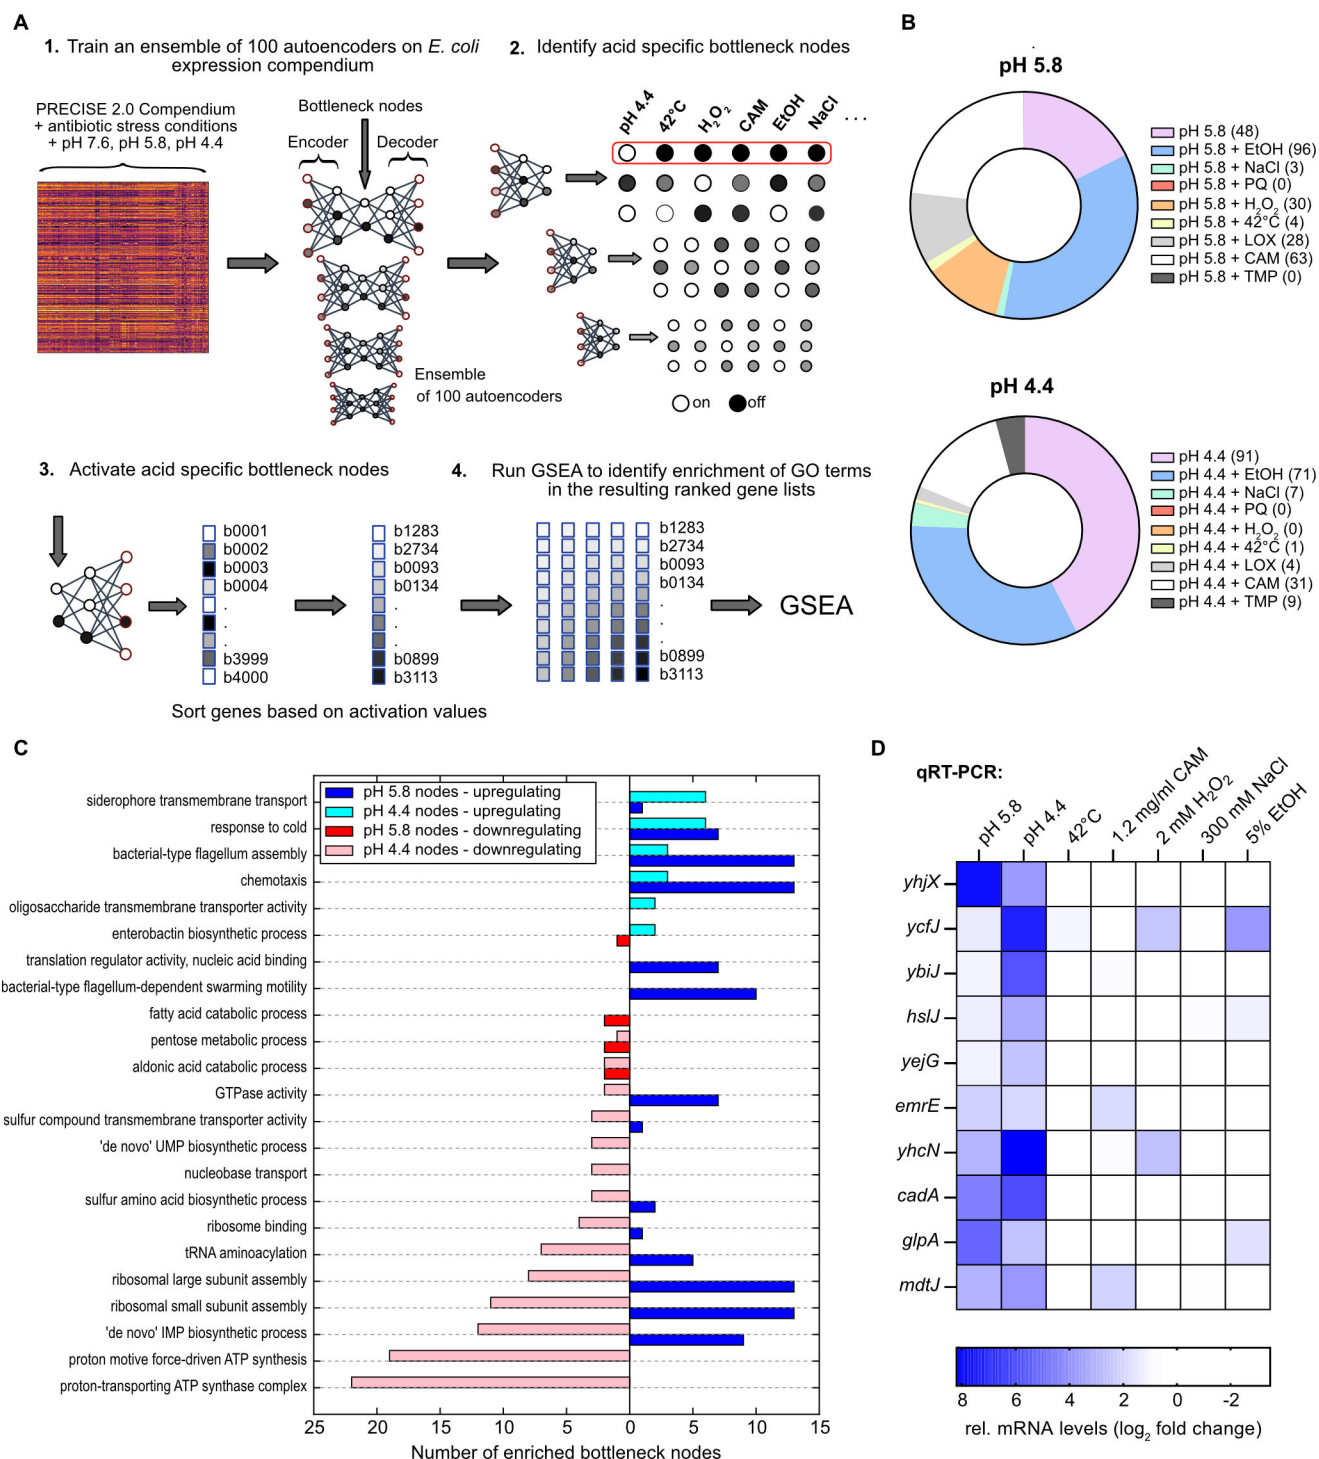 A
1. Train an ensemble of 100 autoencoders on E. coli
expression compendium
PRECISE 2.0 Compendium
+ antibiotic stress conditions
+ pH 7.6, pH 5.8, pH 4.4
Bottleneck nodes
Encoder
Decoder
Ensemble
of 100 autoencoders
2. Identify acid specific bottleneck nodes
pH 4.4
42°C
H2O2
CAM
EtOH
NaCl
. . .
on
off
3. Activate acid specific bottleneck nodes
b0001
b0002
b0003
b0004
.
.
.
b3999
b4000
b1283
b2734
b0093
b0134
.
.
.
b0899
b3113
Sort genes based on activation values
4. Run GSEA to identify enrichment of GO terms
in the resulting ranked gene lists
b1283
b2734
b0093
b0134
.
.
b0899
b3113
GSEA
B
pH 5.8
pH 5.8 (48)
pH 5.8 + EtOH (96)
pH 5.8 + NaCl (3)
pH 5.8 + PQ (0)
pH 5.8 + H2O2 (30)
pH 5.8 + 42°C (4)
pH 5.8 + LOX (28)
pH 5.8 + CAM (63)
pH 5.8 + TMP (0)
pH 4.4
pH 4.4 (91)
pH 4.4 + EtOH (71)
pH 4.4 + NaCl (7)
pH 4.4 + PQ (0)
pH 4.4 + H2O2 (0)
pH 4.4 + 42°C (1)
pH 4.4 + LOX (4)
pH 4.4 + CAM (31)
pH 4.4 + TMP (9)
C
0 5 10 15
pH 5.8 nodes - upregulating
pH 4.4 nodes - upregulating
pH 5.8 nodes - downregulating
pH 4.4 nodes - downregulating
siderophore transmembrane transport
response to cold
bacterial-type flagellum assembly
chemotaxis
oligosaccharide transmembrane transporter activity
enterobactin biosynthetic process
translation regulator activity, nucleic acid binding
bacterial-type flagellum-dependent swarming motility
fatty acid catabolic process
pentose metabolic process
aldonic acid catabolic process
GTPase activity
sulfur compound transmembrane transporter activity
'de novo' UMP biosynthetic process
nucleobase transport
sulfur amino acid biosynthetic process
ribosome binding
tRNA aminoacylation
ribosomal large subunit assembly
ribosomal small subunit assembly
'de novo' IMP biosynthetic process
proton motive force-driven ATP synthesis
proton-transporting ATP synthase complex
25 20 15 10 5 0 5 10 15
Number of enriched bottleneck nodes
D
qRT-PCR:
pH 5.8
pH 4.4
42°C
1.2 mg/ml CAM
2 mM H2O2
300 mM NaCl
5% EtOH
yhjX
ycfJ
ybiJ
hslJ
yejG
emrE
yhcN
cadA
glpA
mdtJ
8 6 4 2 0 -2
rel. mRNA levels (log2 fold change)